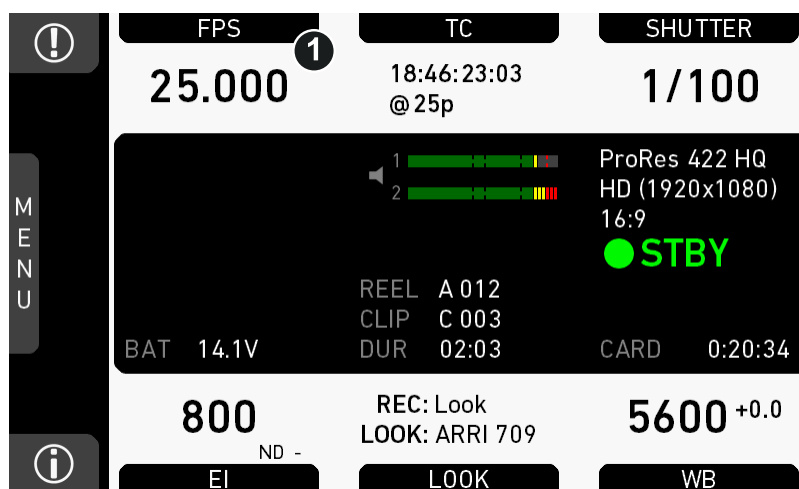 FPS
TC
SHUTTER
1
25.000
18:46:23:03
@ 25p
1/100
MENU
1
2
ProRes 422 HQ
HD (1920x1080)
16:9
STBY
REEL A 012
CLIP C 003
DUR 02:03
BAT 14.1V
CARD 0:20:34
800
ND -
REC: Look
LOOK: ARRI 709
5600 +0.0
EI
LOOK
WB